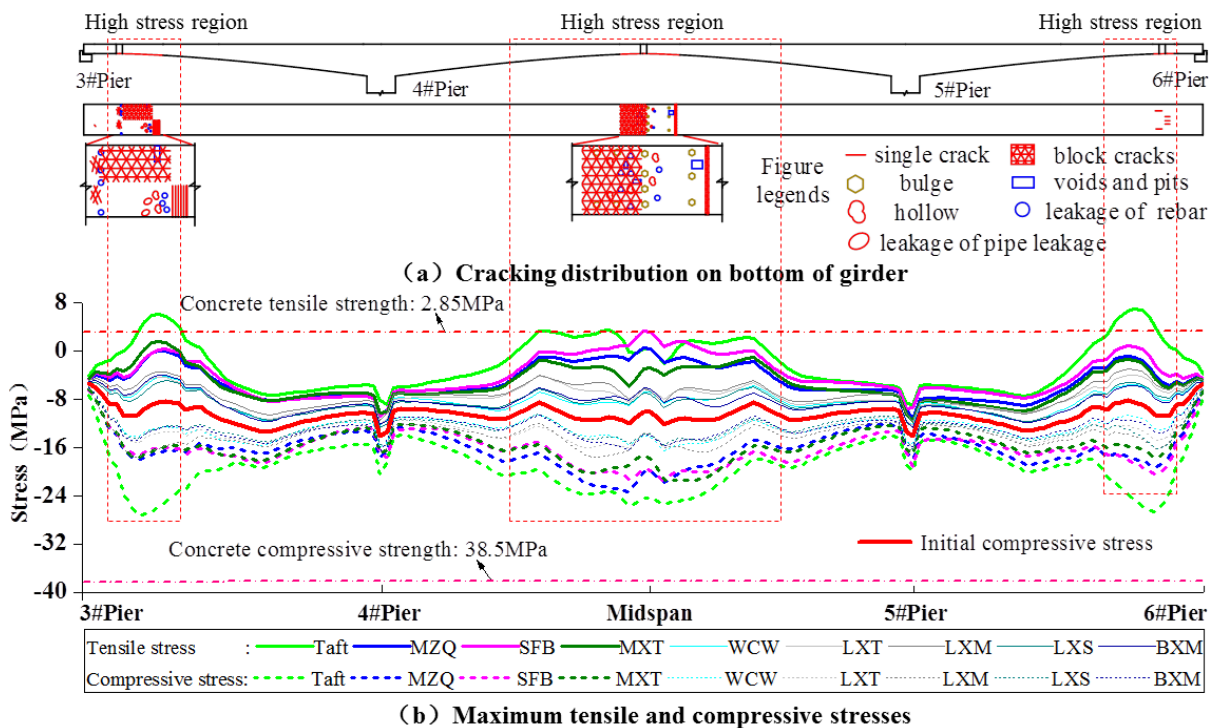 High stress region High stress region High stress region
3#Pier 4#Pier 5#Pier 6#Pier
Figure legends
single crack block cracks
bulge voids and pits
hollow leakage of rebar
leakage of pipe leakage
（a）Cracking distribution on bottom of girder
Concrete tensile strength: 2.85MPa
Concrete compressive strength: 38.5MPa
Initial compressive stress
Stress（MPa）
8
0
-8
-16
-24
-32
-40
3#Pier 4#Pier Midspan 5#Pier 6#Pier
Tensile stress : Taft MZQ SFB MXT WCW LXT LXM LXS BXM
Compressive stress: Taft MZQ SFB MXT WCW LXT LXM LXS BXM
（b）Maximum tensile and compressive stresses